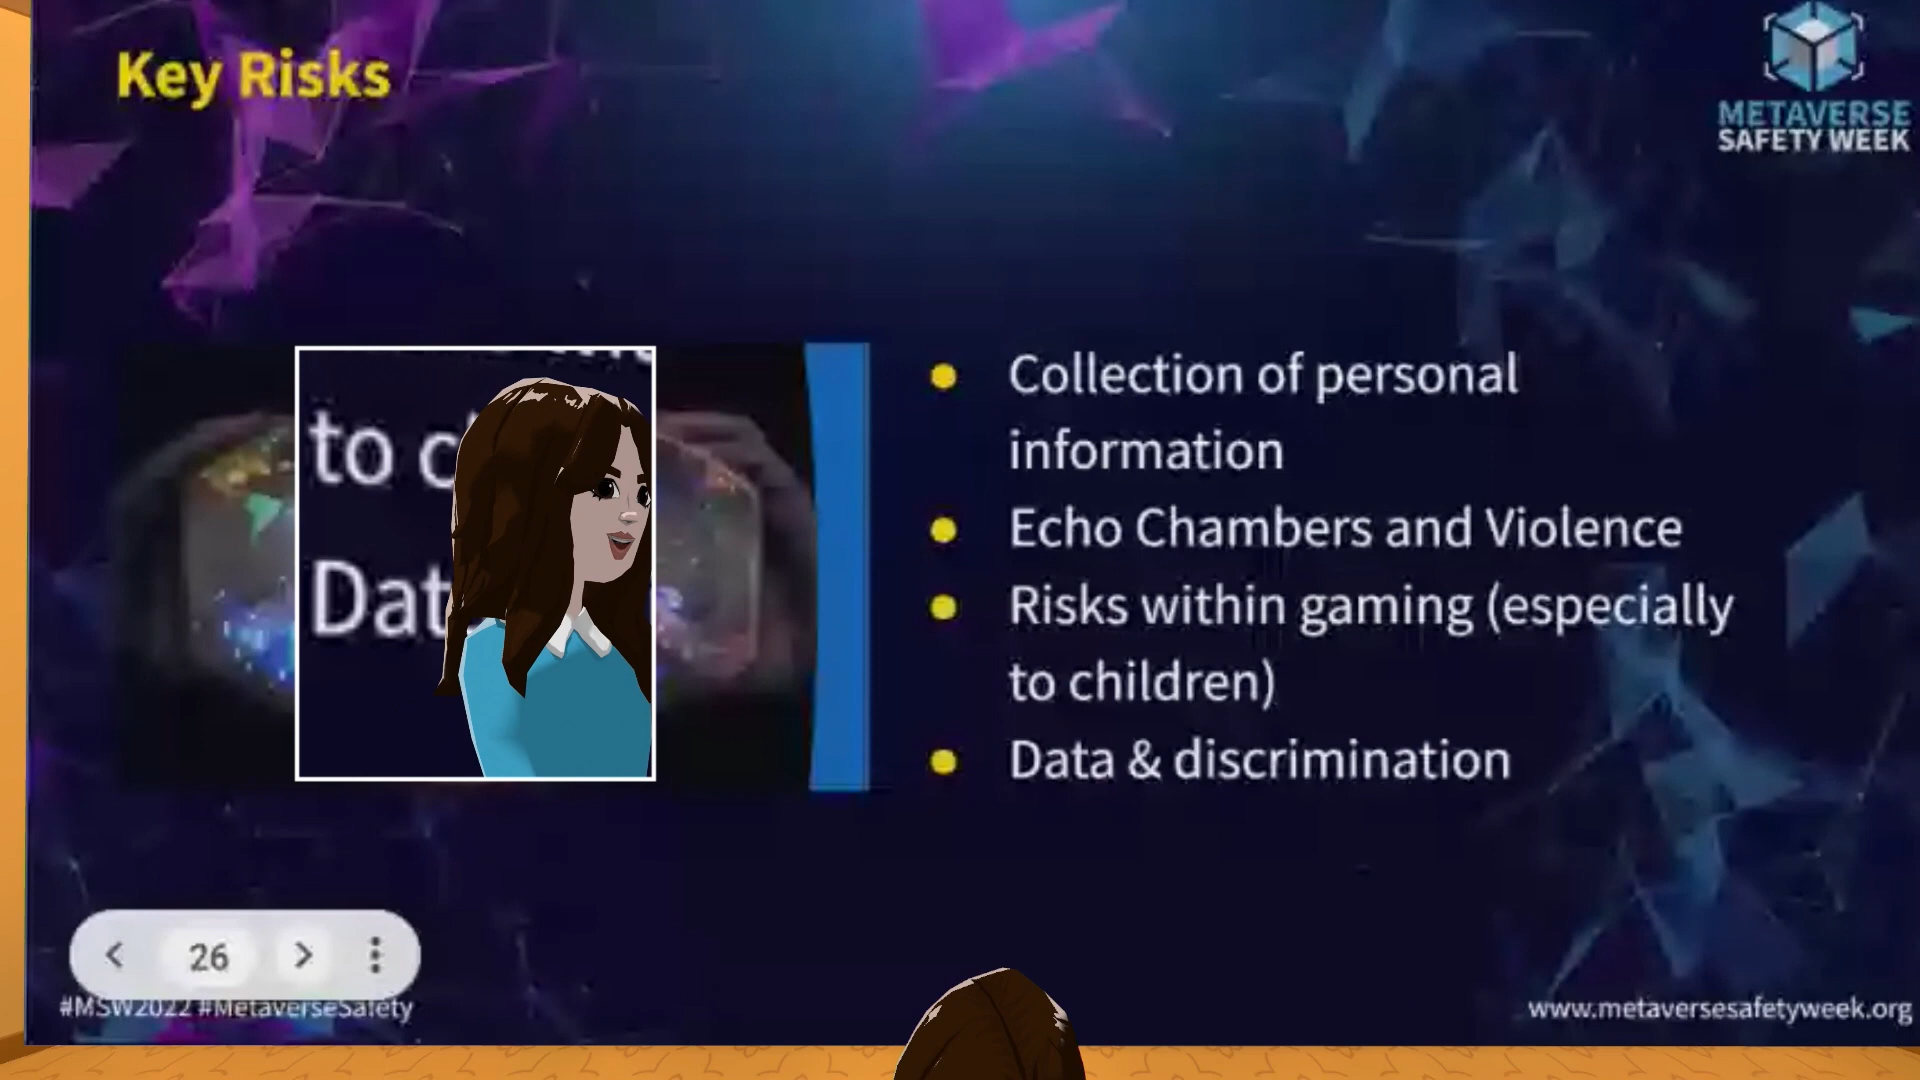 Key Risks
METAVERSE
SAFETY WEEK
to c
Dat
Collection of personal
information
Echo Chambers and Violence
Risks within gaming (especially
to children)
Data & discrimination
26
#MSW2022 #MetaverseSafety
www.metaversesafetyweek.org